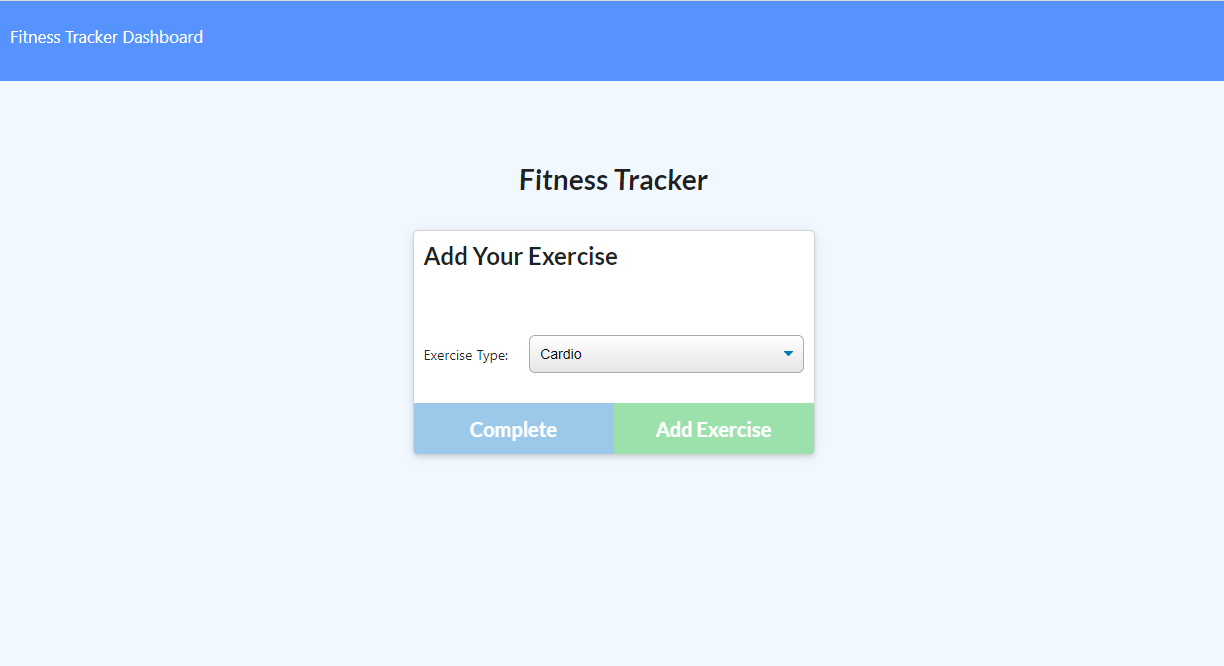 Fitness Tracker Dashboard
Fitness Tracker
Add Your Exercise
Exercise Type: Cardio
Complete Add Exercise